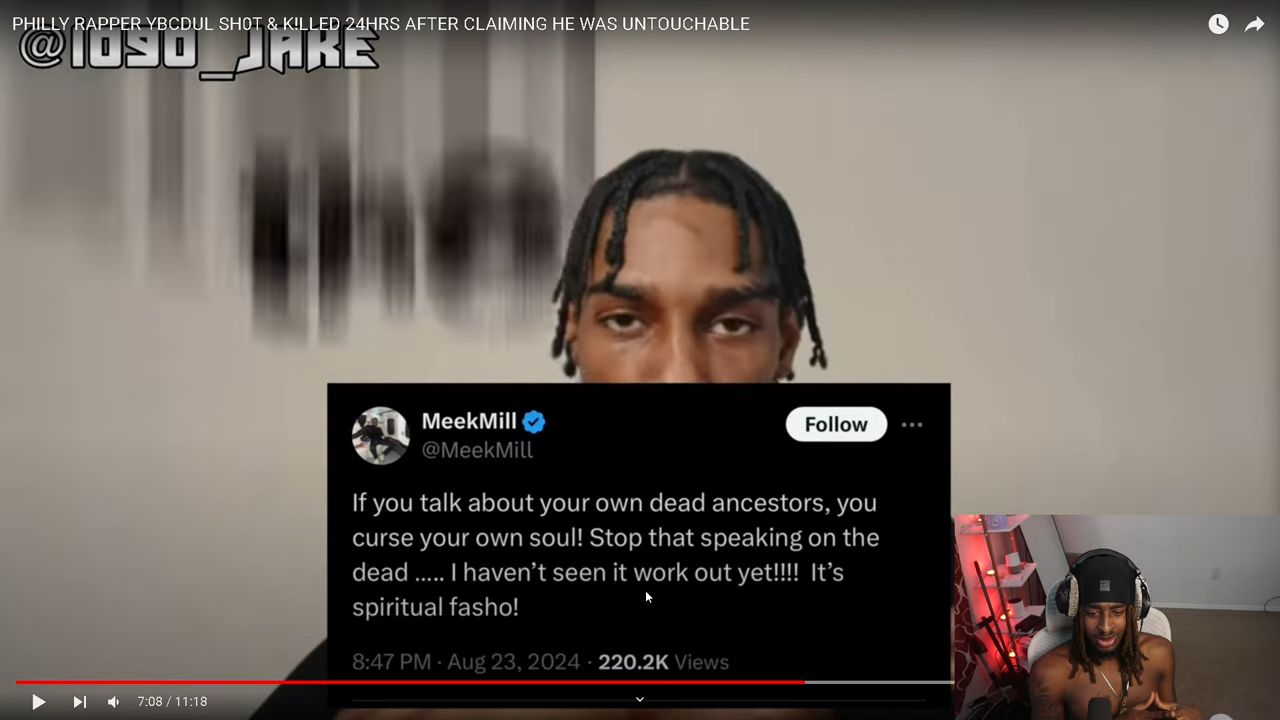 PHILLY RAPPER YBCDUL SH0T & K!LLED 24HRS AFTER CLAIMING HE WAS UNTOUCHABLE
@1090_JAKE
MeekMill
@MeekMill
Follow
If you talk about your own dead ancestors, you
curse your own soul! Stop that speaking on the
dead ..... I haven’t seen it work out yet!!!! It’s
spiritual fasho!
8:47 PM · Aug 23, 2024 · 220.2K Views
7:08 / 11:18